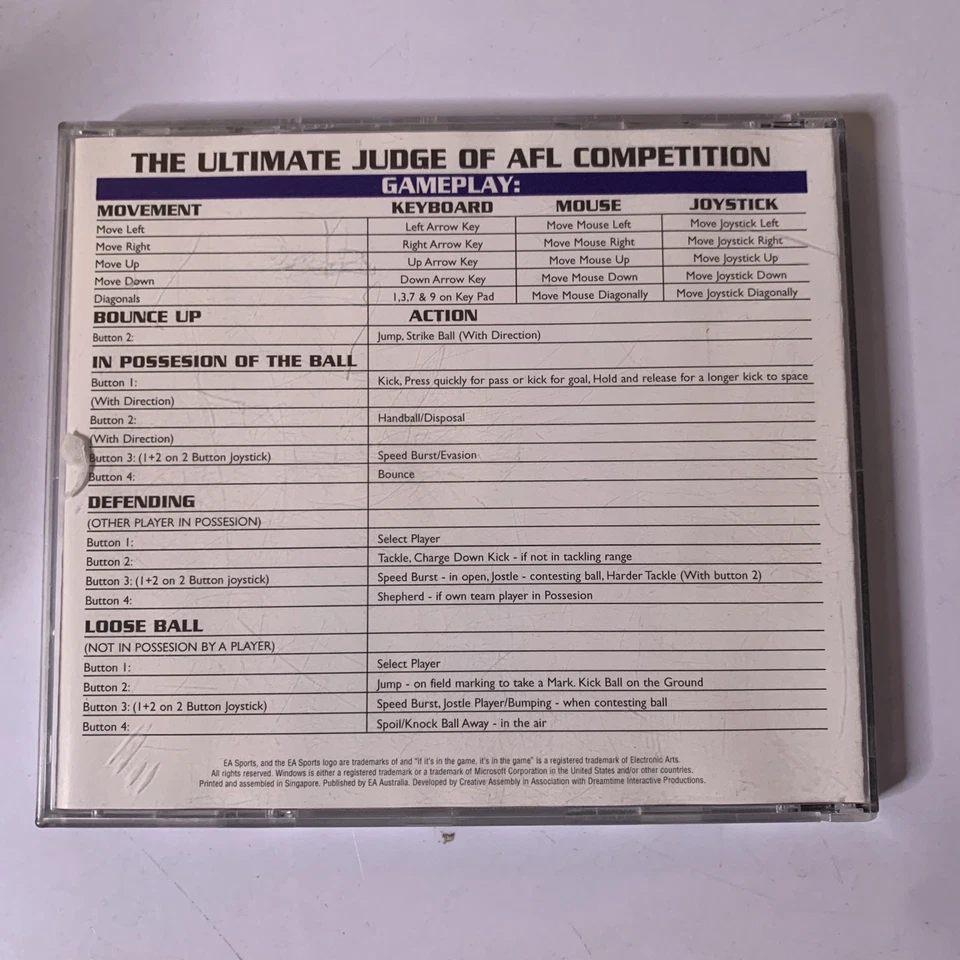 THE ULTIMATE JUDGE OF AFL COMPETITION
GAMEPLAY:
MOVEMENT KEYBOARD MOUSE JOYSTICK
Move Left Left Arrow Key Move Mouse Left Move Joystick Left
Move Right Right Arrow Key Move Mouse Right Move Joystick Right
Move Up Up Arrow Key Move Mouse Up Move Joystick Up
Move Down Down Arrow Key Move Mouse Down Move Joystick Down
Diagonals 1,3,7 & 9 on Key Pad Move Mouse Diagonally Move Joystick Diagonally
BOUNCE UP ACTION
Button 2: Jump, Strike Ball (With Direction)
IN POSSESION OF THE BALL
Button 1: Kick, Press quickly for pass or kick for goal, Hold and release for a longer kick to space
(With Direction)
Button 2: Handball/Disposal
(With Direction)
Button 3: (1+2 on 2 Button Joystick) Speed Burst/Evasion
Button 4: Bounce
DEFENDING
(OTHER PLAYER IN POSSESION)
Button 1: Select Player
Button 2: Tackle, Charge Down Kick - if not in tackling range
Button 3: (1+2 on 2 Button joystick) Speed Burst - in open, Jostle - contesting ball, Harder Tackle (With button 2)
Button 4: Shepherd - if own team player in Possesion
LOOSE BALL
(NOT IN POSSESION BY A PLAYER)
Button 1: Select Player
Button 2: Jump - on field marking to take a Mark. Kick Ball on the Ground
Button 3: (1+2 on 2 Button Joystick) Speed Burst, Jostle Player/Bumping - when contesting ball
Button 4: Spoil/Knock Ball Away - in the air
EA Sports, and the EA Sports logo are trademarks of and "if it's in the game, it's in the game" is a registered trademark of Electronic Arts.
All rights reserved. Windows is either a registered trademark or a trademark of Microsoft Corporation in the United States and/or other countries.
Printed and assembled in Singapore. Published by EA Australia. Developed by Creative Assembly in Association with Dreamtime Interactive Productions.